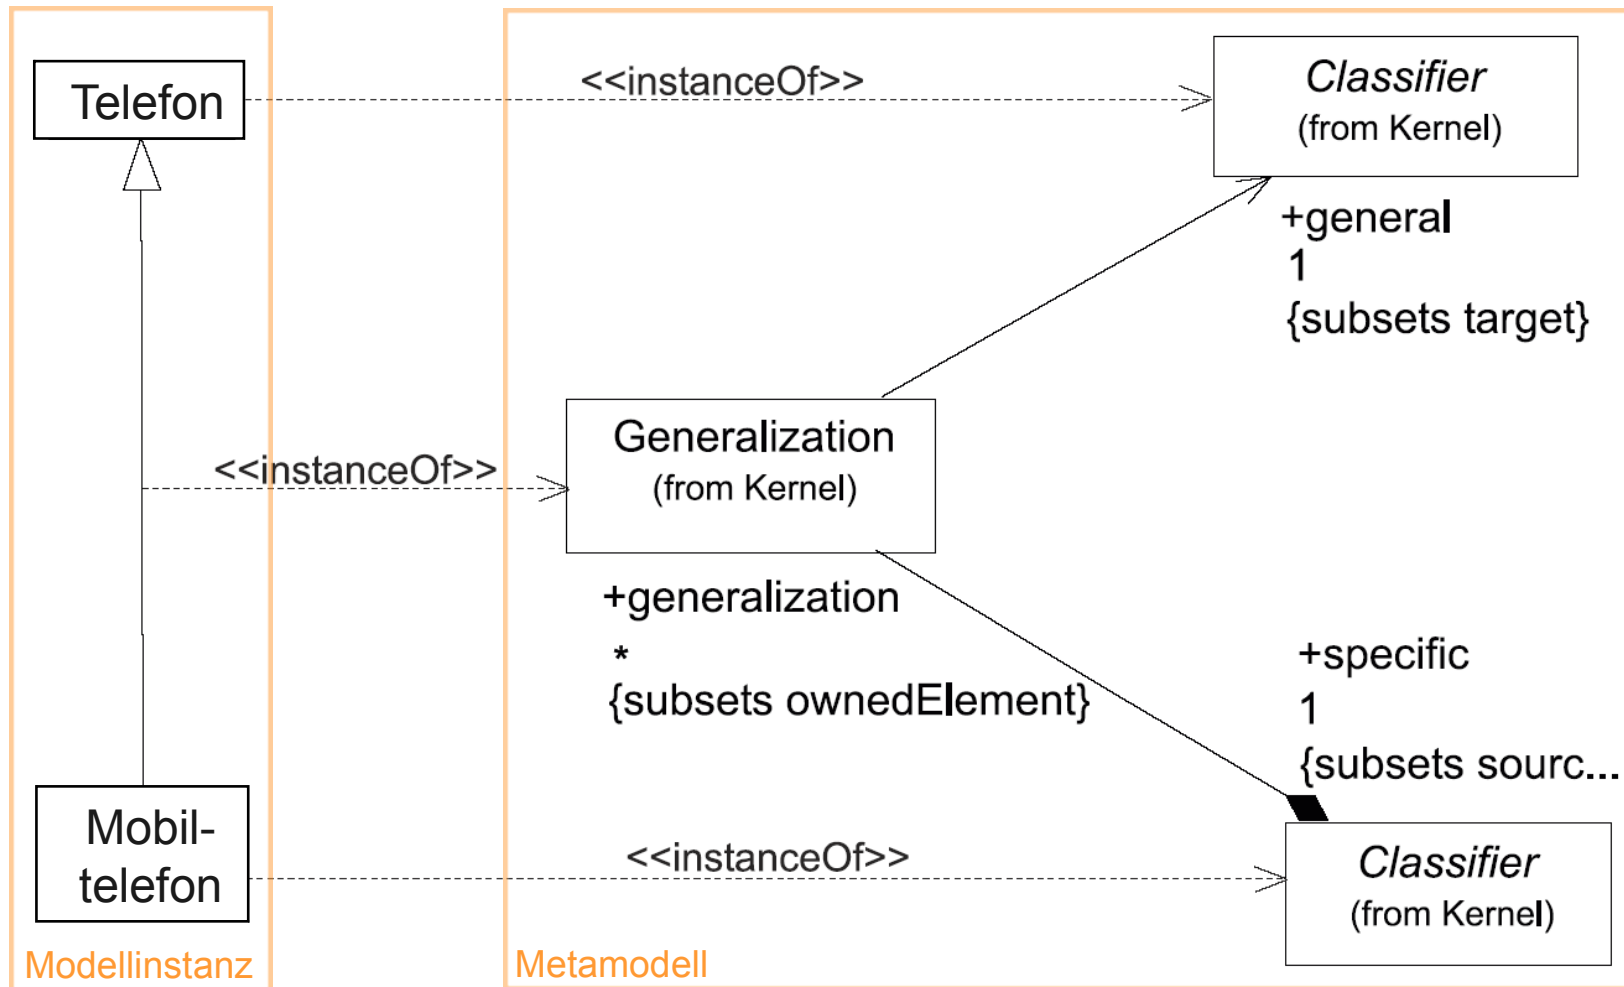 Telefon
<<instanceOf>>
Classifier
(from Kernel)
+general
1
{subsets target}
Generalization
(from Kernel)
<<instanceOf>>
+generalization
*
{subsets ownedElement}
+specific
1
{subsets sourc...
Mobil-
telefon
<<instanceOf>>
Classifier
(from Kernel)
Modellinstanz
Metamodell